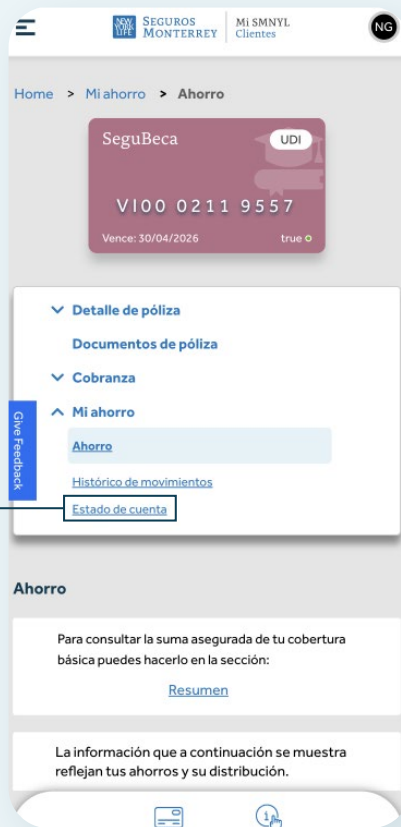 NEW YORK LIFE
SEGUROS MONTERREY
Mi SMNYL Clientes
NG
Home > Mi ahorro > Ahorro
SeguBeca
UDI
VI00 0211 9557
Vence: 30/04/2026
true
Detalle de póliza
Documentos de póliza
Cobranza
Mi ahorro
Ahorro
Histórico de movimientos
Estado de cuenta
Give Feedback
Ahorro
Para consultar la suma asegurada de tu cobertura
básica puedes hacerlo en la sección:
Resumen
La información que a continuación se muestra
reflejan tus ahorros y su distribución.